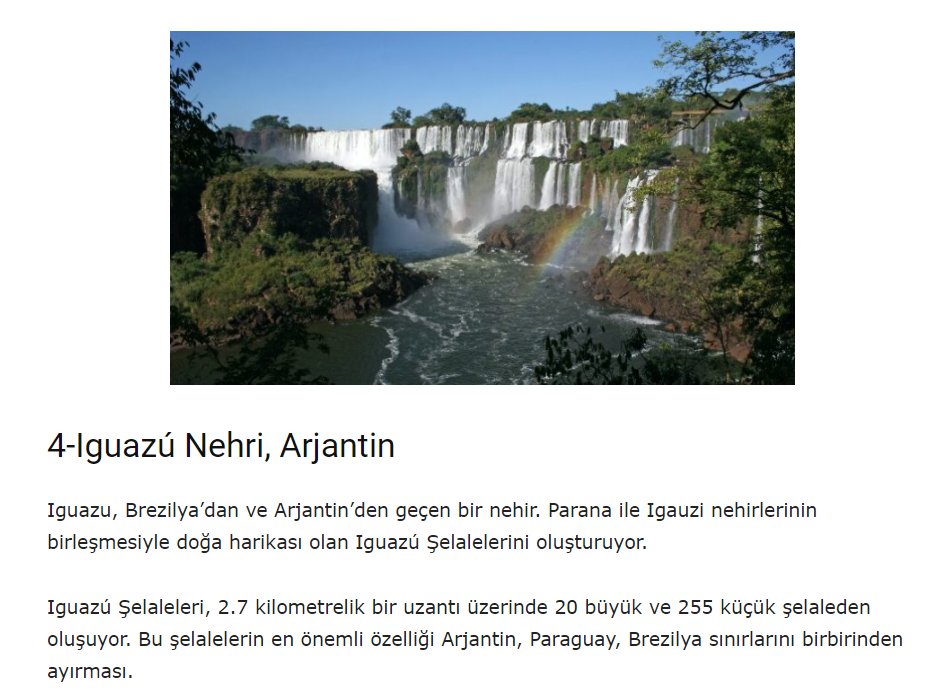 4-Iguazú Nehri, Arjantin
Iguazu, Brezilya’dan ve Arjantin’den geçen bir nehir. Parana ile Igauzi nehirlerinin
birleşmesiyle doğa harikası olan Iguazú Şelalelerini oluşturuyor.
Iguazú Şelaleleri, 2.7 kilometrelik bir uzantı üzerinde 20 büyük ve 255 küçük şelaleden
oluşuyor. Bu şelalelerin en önemli özelliği Arjantin, Paraguay, Brezilya sınırlarını birbirinden
ayırması.